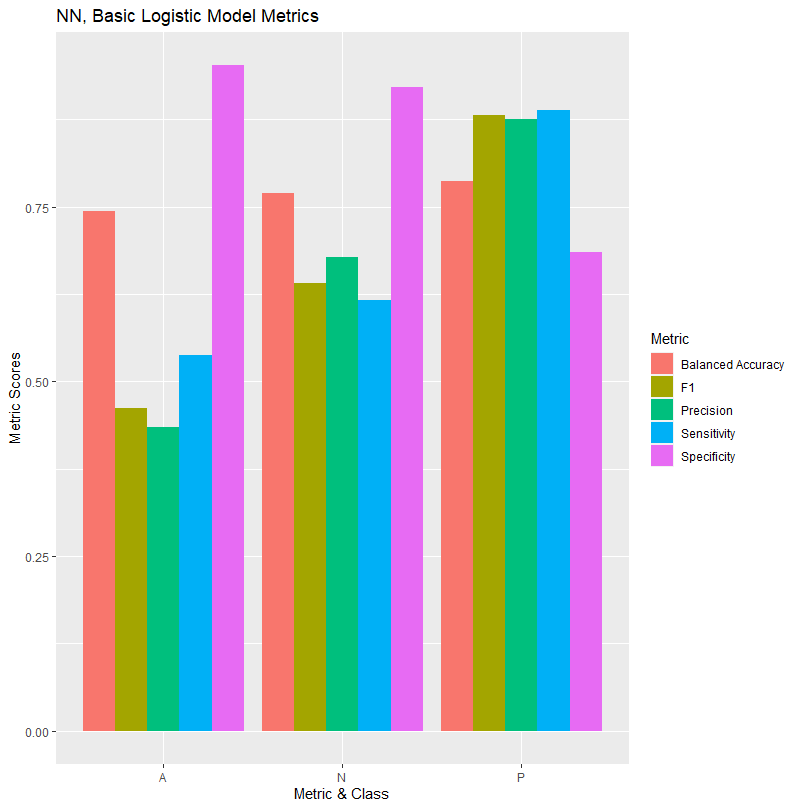 NN, Basic Logistic Model Metrics
Metric Scores
0.75
0.50
0.25
0.00
A N P
Metric & Class
Metric
Balanced Accuracy
F1
Precision
Sensitivity
Specificity